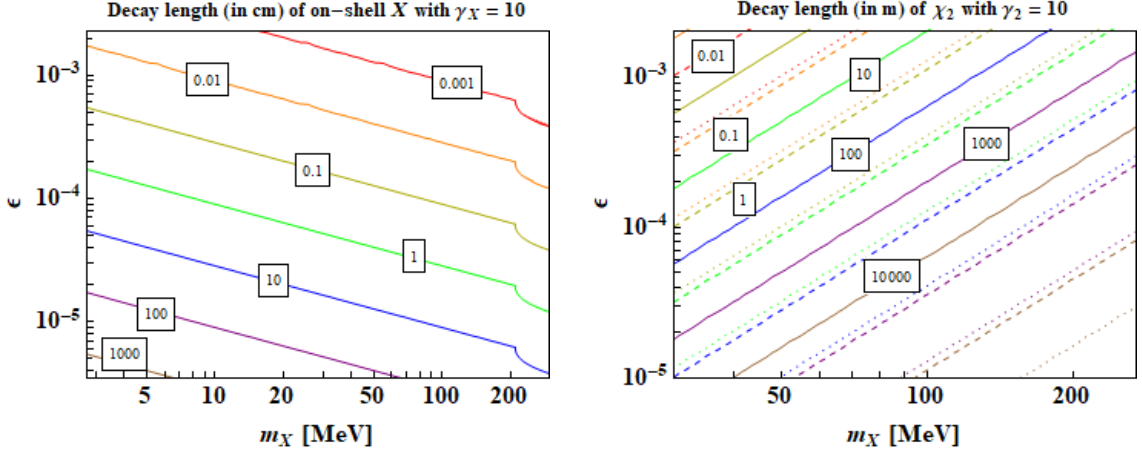 Decay length (in cm) of on−shell X with γX = 10
0.001
0.01
0.1
1
10
100
1000
10⁻³
10⁻⁴
10⁻⁵
ϵ
5 10 20 50 100 200
mX [MeV]
Decay length (in m) of χ2 with γ2 = 10
0.01
10
0.1
1000
100
1
10 000
10⁻³
10⁻⁴
10⁻⁵
ϵ
50 100 200
mX [MeV]